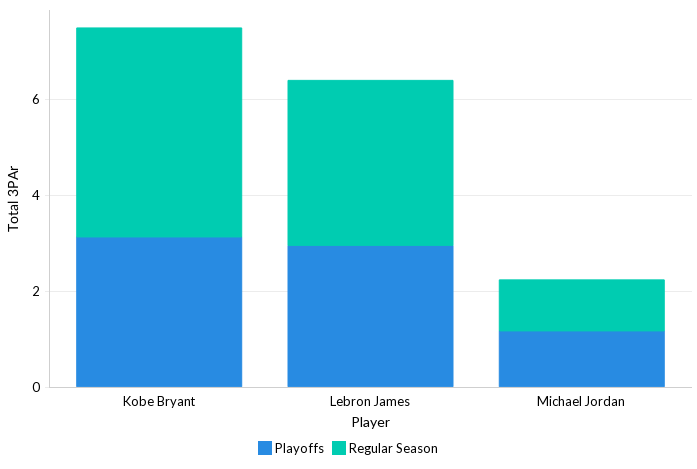 Total 3PAr
6
4
2
0
Kobe Bryant
Lebron James
Michael Jordan
Player
Playoffs
Regular Season